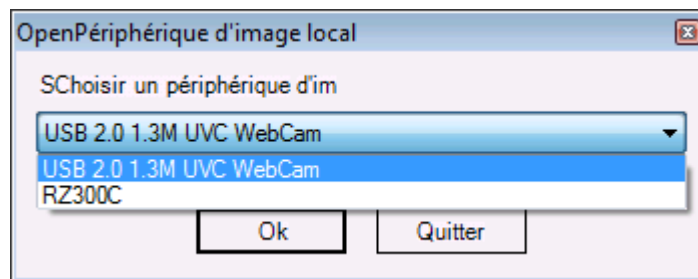 OpenPériphérique d'image local
SChoisir un périphérique d'im
USB 2.0 1.3M UVC WebCam
USB 2.0 1.3M UVC WebCam
RZ300C
Ok Quitter